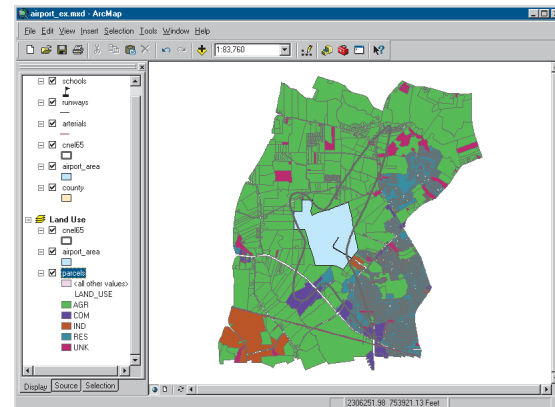 airport_ex.mxd - ArcMap
File Edit View Insert Selection Tools Window Help
1:83,760
schools
runways
arterials
cnel65
airport_area
county
Land Use
cnel65
airport_area
parcels
<all other values>
LAND_USE
AGR
COM
IND
RES
UNK
Display Source Selection
2306251.98 753921.13 Feet